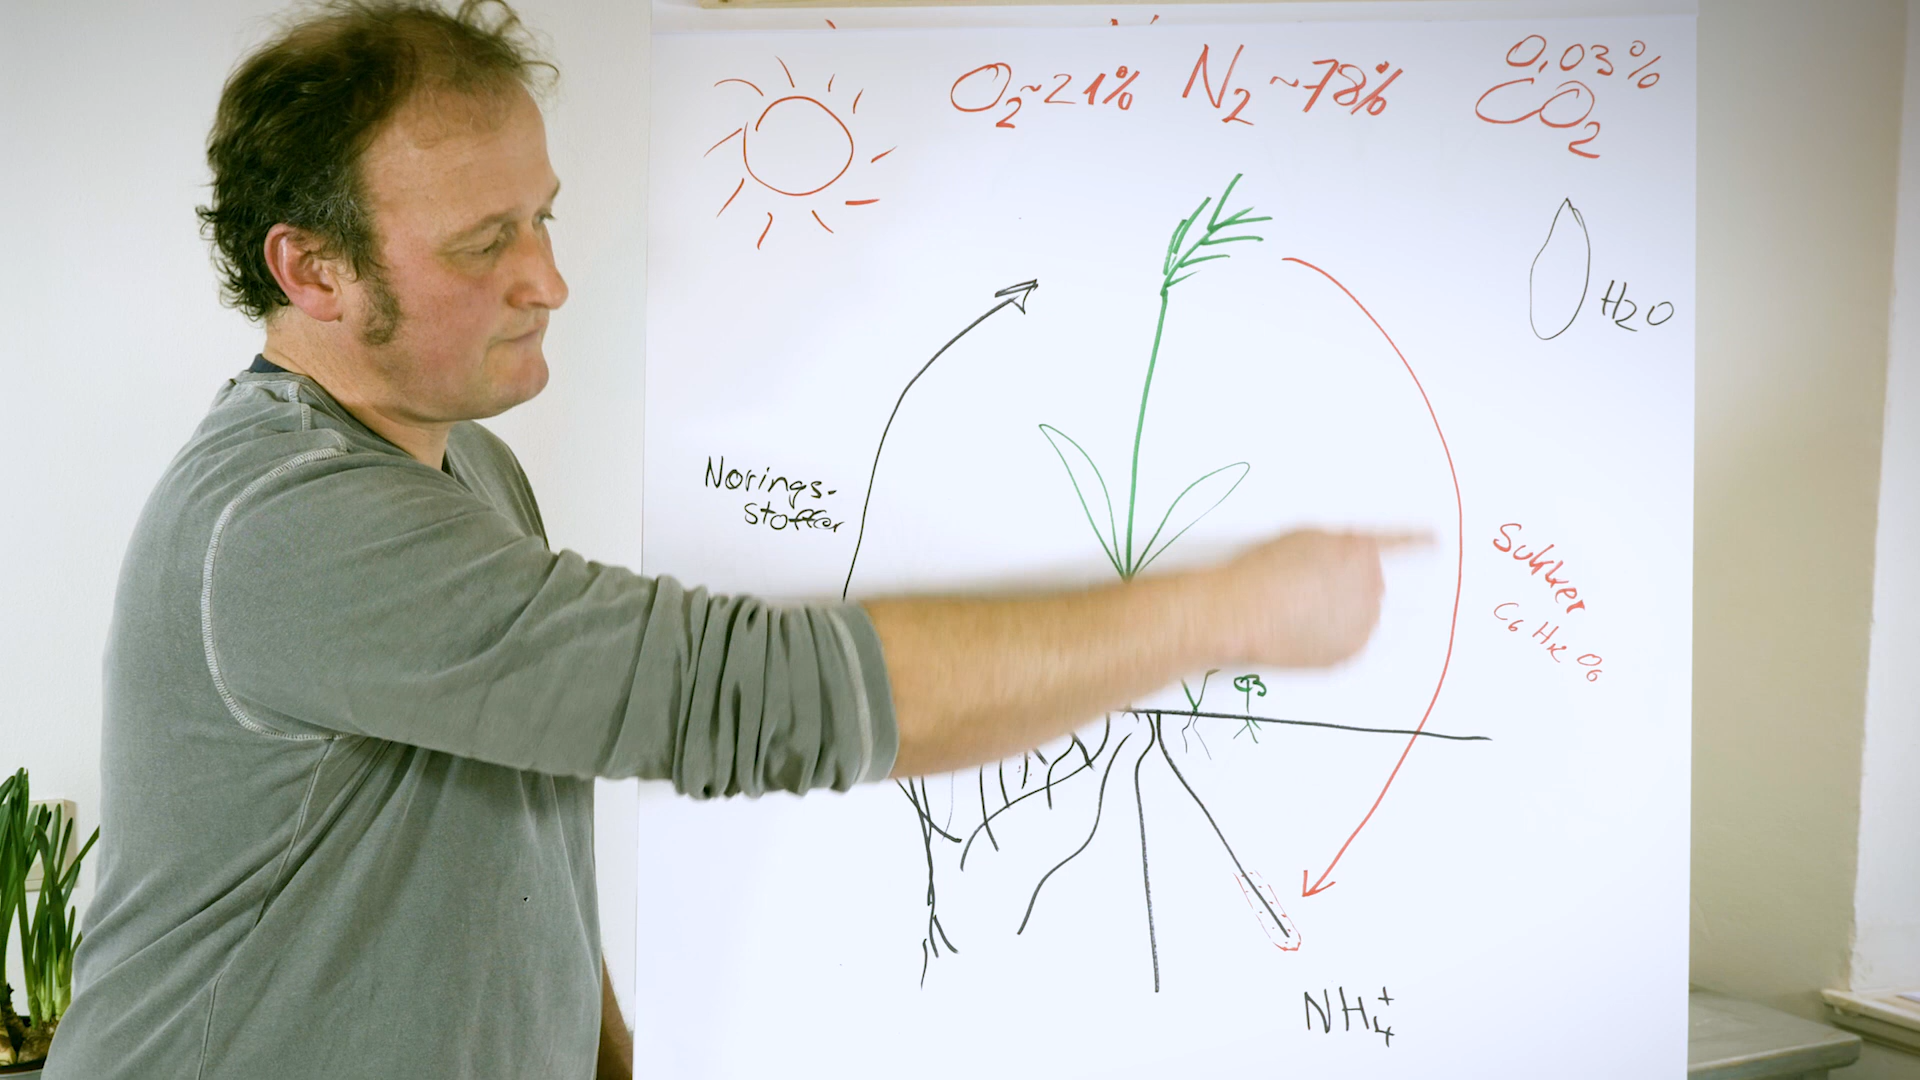 O₂ ~21% N₂ ~78% 0,03%
CO₂
H2O
Norings-
stoffer
Sukker
C₆ H₁₂ O₆
NH₄⁺